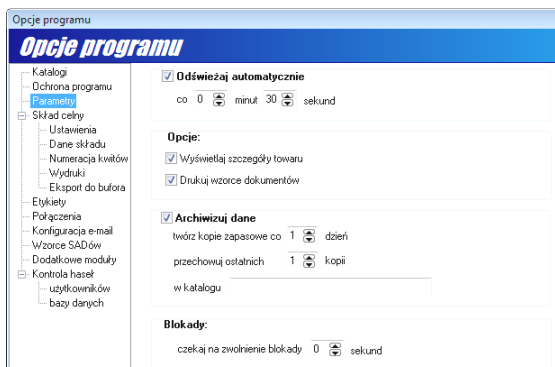 Opcje programu
Opcje programu
Katalogi
Ochrona programu
Parametry
Skład celny
Ustawienia
Dane składu
Numeracja kwitów
Wydruki
Eksport do bufora
Etykiety
Połączenia
Konfiguracja e-mail
Wzorce SADów
Dodatkowe moduły
Kontrola haseł
użytkowników
bazy danych
Odświeżaj automatycznie
co 0 minut 30 sekund
Opcje:
Wyświetlaj szczegóły towaru
Drukuj wzorce dokumentów
Archiwizuj dane
twórz kopie zapasowe co 1 dzień
przechowuj ostatnich 1 kopii
w katalogu
Blokady:
czekaj na zwolnienie blokady 0 sekund